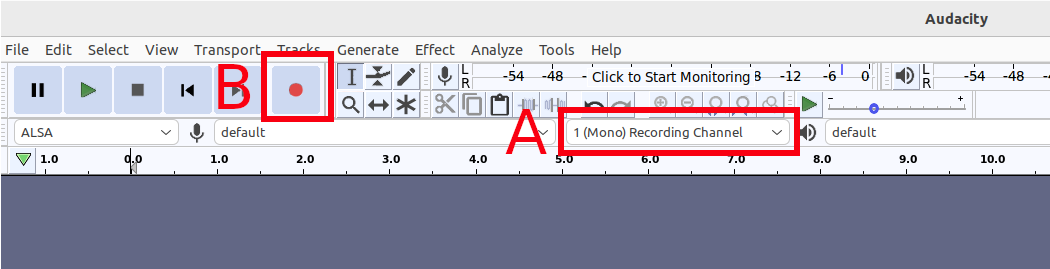 Audacity
File Edit Select View Transport Tracks Generate Effect Analyze Tools Help
B
L
R
-54 -48 - Click to Start Monitoring 8 -12 -6 0
L
R
-54 -48
- +
ALSA default A 1 (Mono) Recording Channel default
1.0 0.0 1.0 2.0 3.0 4.0 5.0 6.0 7.0 8.0 9.0 10.0